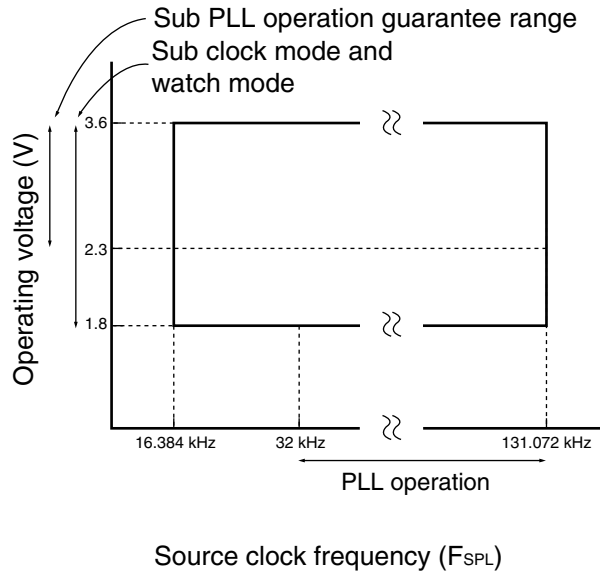 Sub PLL operation guarantee range
Sub clock mode and
watch mode
Operating voltage (V)
3.6
2.3
1.8
16.384 kHz
32 kHz
131.072 kHz
PLL operation
Source clock frequency (FSPL)